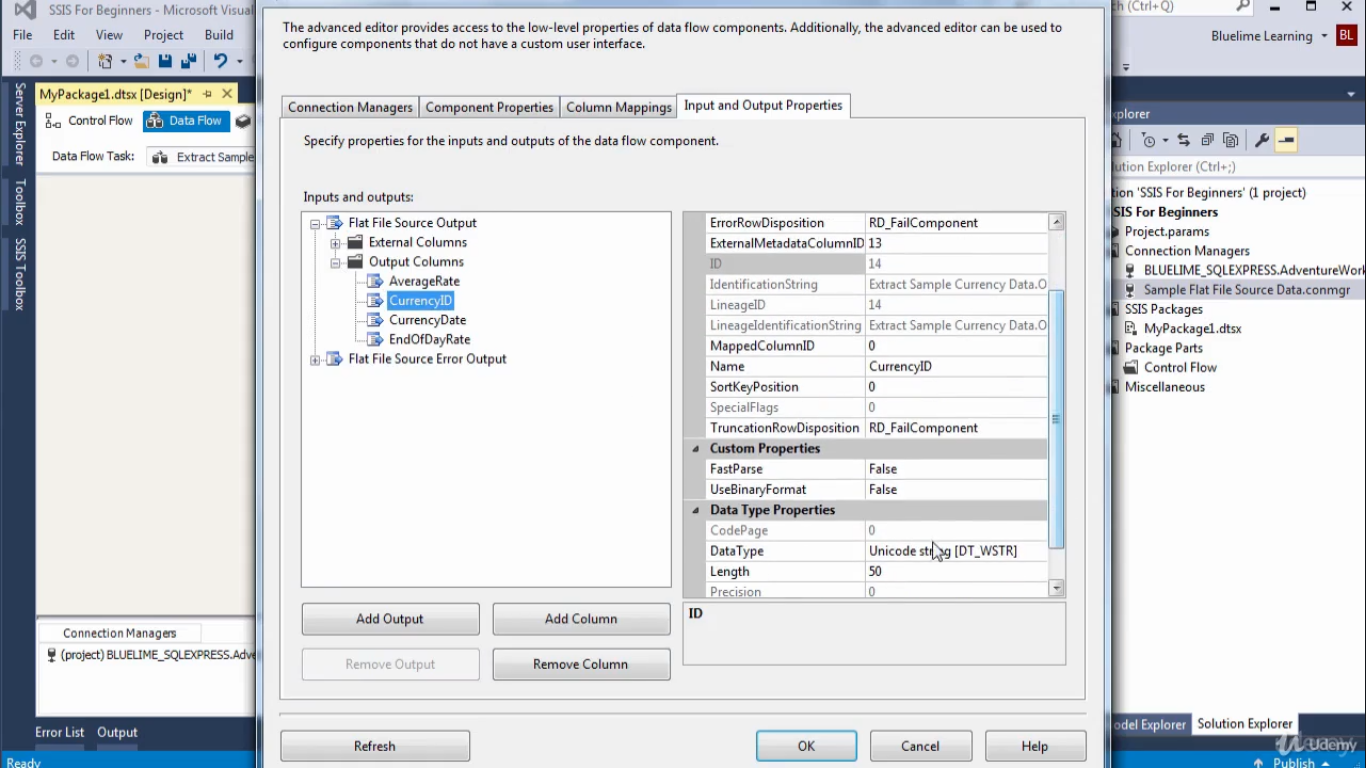 SSIS For Beginners - Microsoft Visual
ch (Ctrl+Q)
File Edit View Project Build
Bluelime Learning BL
MyPackage1.dtsx [Design]*
Control Flow Data Flow
Data Flow Task: Extract Sample
Server Explorer
Toolbox
SSIS Toolbox
Connection Managers
(project) BLUELIME_SQLEXPRESS.Adve
Error List Output
Ready
The advanced editor provides access to the low-level properties of data flow components. Additionally, the advanced editor can be used to
configure components that do not have a custom user interface.
Connection Managers Component Properties Column Mappings Input and Output Properties
Specify properties for the inputs and outputs of the data flow component.
Inputs and outputs:
Flat File Source Output
External Columns
Output Columns
AverageRate
CurrencyID
CurrencyDate
EndOfDayRate
Flat File Source Error Output
ErrorRowDisposition RD_FailComponent
ExternalMetadataColumnID 13
ID 14
IdentificationString Extract Sample Currency Data.O
LineageID 14
LineageIdentificationString Extract Sample Currency Data.O
MappedColumnID 0
Name CurrencyID
SortKeyPosition 0
SpecialFlags 0
TruncationRowDisposition RD_FailComponent
Custom Properties
FastParse False
UseBinaryFormat False
Data Type Properties
CodePage 0
DataType Unicode string [DT_WSTR]
Length 50
Precision 0
ID
Add Output Add Column
Remove Output Remove Column
Refresh OK Cancel Help
xplorer
ution Explorer (Ctrl+;)
tion 'SSIS For Beginners' (1 project)
SIS For Beginners
Project.params
Connection Managers
BLUELIME_SQLEXPRESS.AdventureWork
Sample Flat File Source Data.conmgr
SSIS Packages
MyPackage1.dtsx
Package Parts
Control Flow
Miscellaneous
odel Explorer Solution Explorer
Udemy
Publish